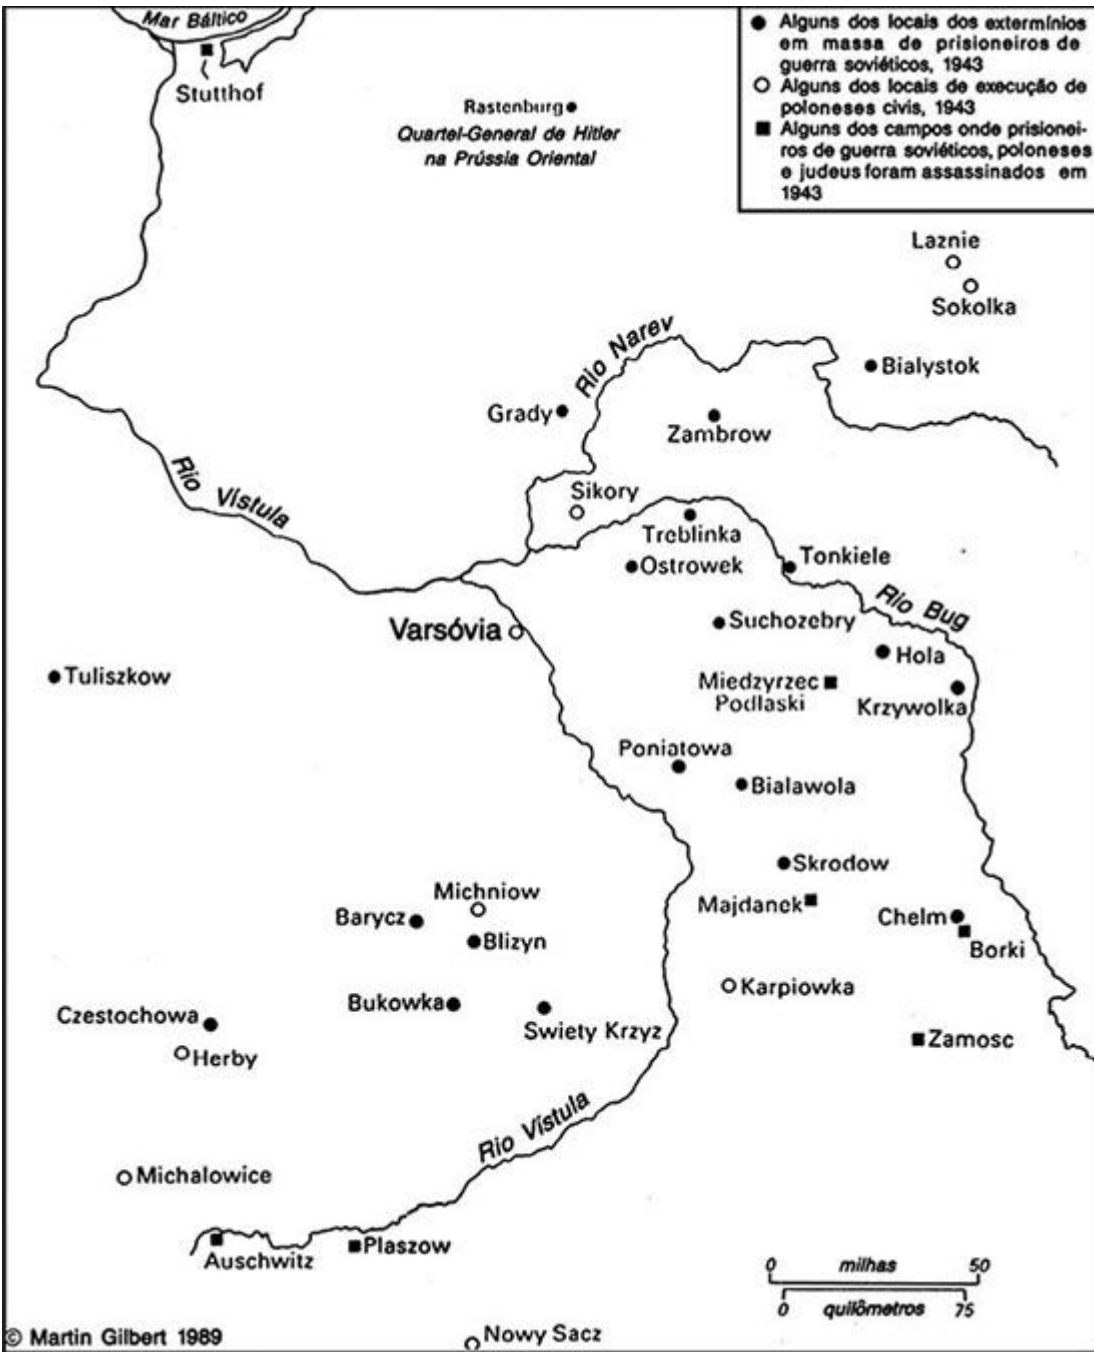 Mar Báltico
Stutthof
Rastenburg
Quartel-General de Hitler
na Prússia Oriental
Alguns dos locais dos extermínios
em massa de prisioneiros de
guerra soviéticos, 1943
Alguns dos locais de execução de
poloneses civis, 1943
Alguns dos campos onde prisionei-
ros de guerra soviéticos, poloneses
e judeus foram assassinados em
1943
Laznie
Sokolka
Rio Narev
Bialystok
Grady
Zambrow
Rio Vístula
Sikory
Treblinka
Ostrowek
Tonkiele
Rio Bug
Varsóvia
Suchozebry
Hola
Tuliszkow
Miedzyrzec
Podlaski
Krzywolka
Poniatowa
Bialawola
Skrodow
Michniow
Majdanek
Barycz
Chelm
Blizyn
Borki
Karpiowka
Bukowka
Czestochowa
Swiety Krzyz
Zamosc
Herby
Rio Vístula
Michalowice
Auschwitz
Plaszow
0 milhas 50
0 quilômetros 75
© Martin Gilbert 1989
Nowy Sacz